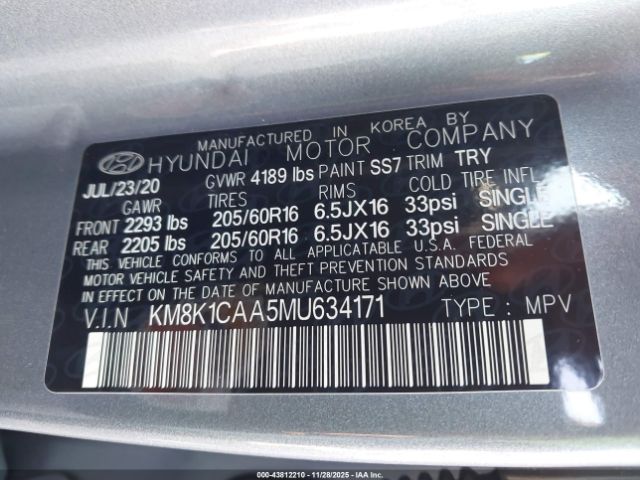 MANUFACTURED IN KOREA BY
HYUNDAI MOTOR COMPANY
JUL/23/20 GVWR 4189 lbs PAINT SS7 TRIM TRY
GAWR TIRES RIMS COLD TIRE INFL
FRONT 2293 lbs 205/60R16 6.5JX16 33psi SINGLE
REAR 2205 lbs 205/60R16 6.5JX16 33psi SINGLE
THIS VEHICLE CONFORMS TO ALL APPLICABLE U.S.A. FEDERAL
MOTOR VEHICLE SAFETY AND THEFT PREVENTION STANDARDS
IN EFFECT ON THE DATE OF MANUFACTURE SHOWN ABOVE.
V.I.N KM8K1CAA5MU634171 TYPE : MPV
000-43812210 - 11/28/2025 - IAA Inc.